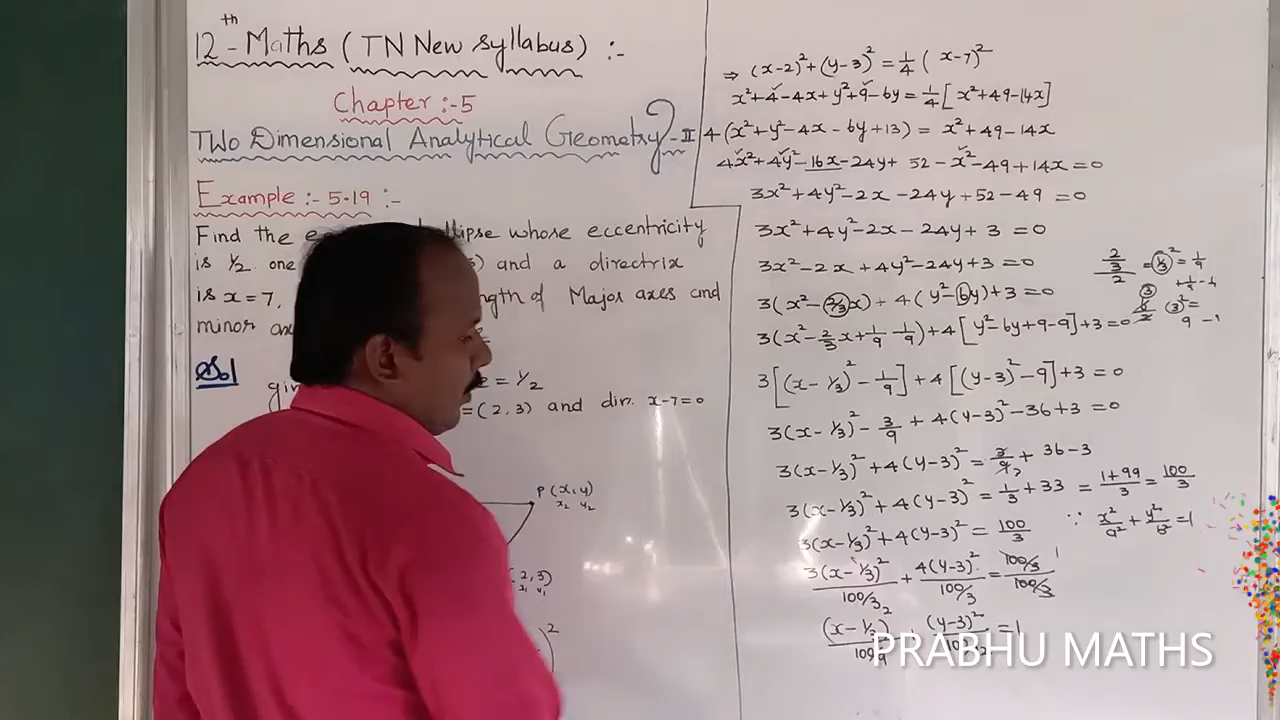 12th - Maths (TN New Syllabus) :-
Chapter :-5
Two Dimensional Analytical Geometry - II
Example :- 5.19 :-
Find the ellipse whose eccentricity
is 1/2 one 3) and a directrix
is x = 7, length of Major axes and
minor
Sol
e = 1/2
= (2, 3) and dir. x-7=0
P (x, y)
x₂ y₂
(2, 3)
x₁ y₁
)²
⇒ (x-2)²+(y-3)² = 1/4 (x-7)²
x²+4-4x+y²+9-6y = 1/4 [x²+49-14x]
4(x²+y²-4x-6y+13) = x²+49-14x
4x²+4y²-16x-24y+52-x²-49+14x=0
3x²+4y²-2x-24y+52-49=0
3x²+4y²-2x-24y+3=0
3x²-2x+4y²-24y+3=0
3(x²-2/3x)+4(y²-6y)+3=0
3(x²-2/3x+1/9-1/9)+4[y²-6y+9-9]+3=0
3[(x-1/3)²-1/9]+4[(y-3)²-9]+3=0
3(x-1/3)²-3/9+4(y-3)²-36+3=0
3(x-1/3)²+4(y-3)²=3/9+36-3
3(x-1/3)²+4(y-3)²=1/3+33 = (1+99)/3 = 100/3
3(x-1/3)²+4(y-3)²=100/3 ∵ x²/a²+y²/b²=1
3(x-1/3)²/(100/3)+4(y-3)²/(100/3)=(100/3)/(100/3) 1
PRABHU MATHS